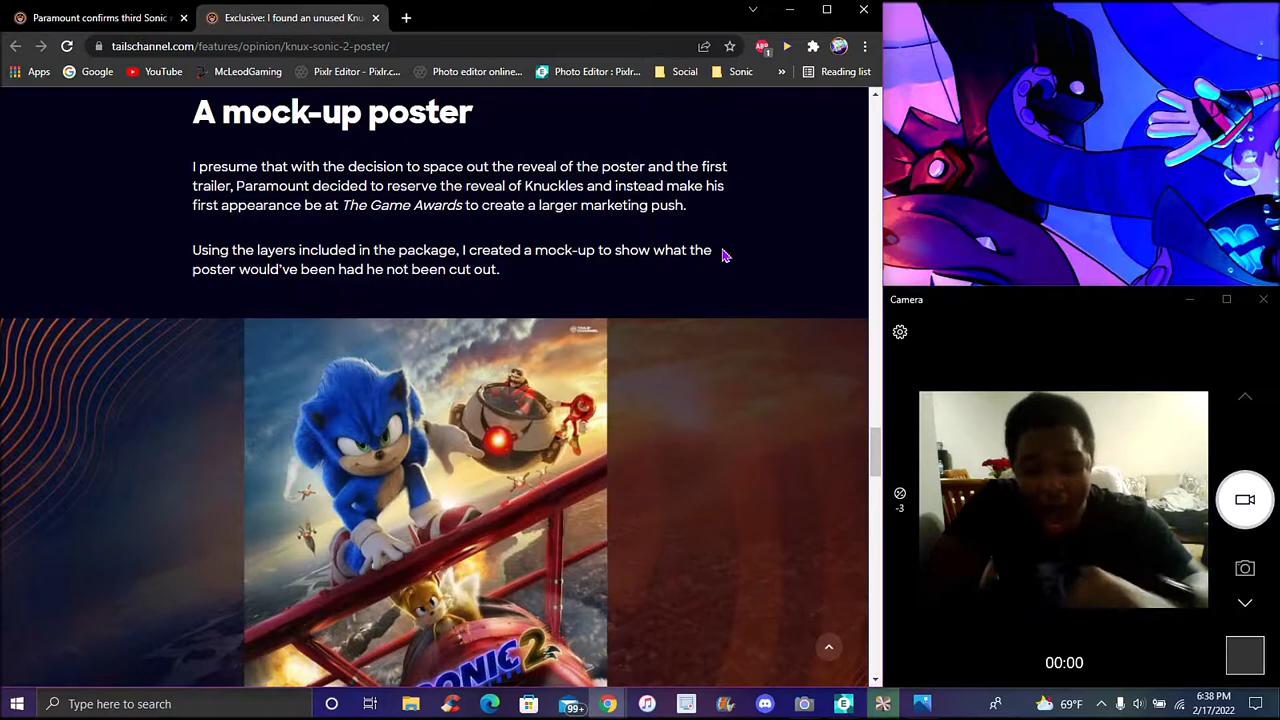 Paramount confirms third Sonic m
Exclusive: I found an unused Knu
tailschannel.com/features/opinion/knux-sonic-2-poster/
Apps
Google
YouTube
McLeodGaming
Pixlr Editor - Pixlr.c...
Photo editor online...
Photo Editor : Pixlr...
Social
Sonic
»
Reading list
A mock-up poster
I presume that with the decision to space out the reveal of the poster and the first
trailer, Paramount decided to reserve the reveal of Knuckles and instead make his
first appearance be at The Game Awards to create a larger marketing push.
Using the layers included in the package, I created a mock-up to show what the
poster would've been had he not been cut out.
SONIC 2
Camera
-3
00:00
Type here to search
99+
69°F
6:38 PM
2/17/2022